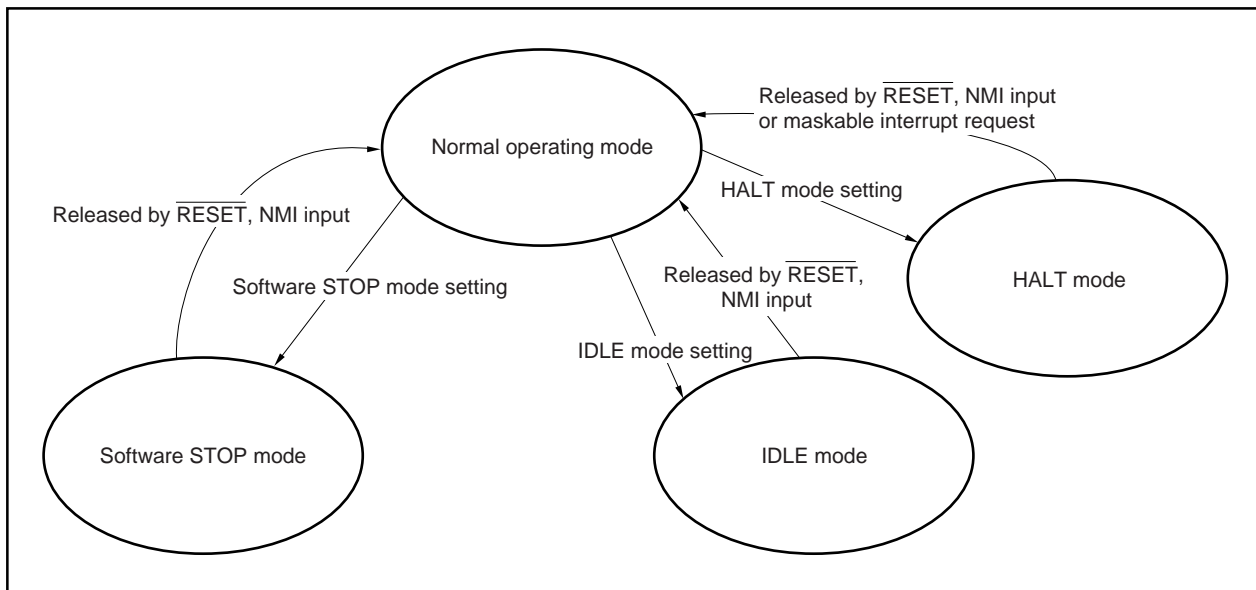 Normal operating mode
Released by RESET, NMI input
or maskable interrupt request
HALT mode setting
HALT mode
Released by RESET, NMI input
Software STOP mode setting
Released by RESET,
NMI input
IDLE mode setting
Software STOP mode
IDLE mode